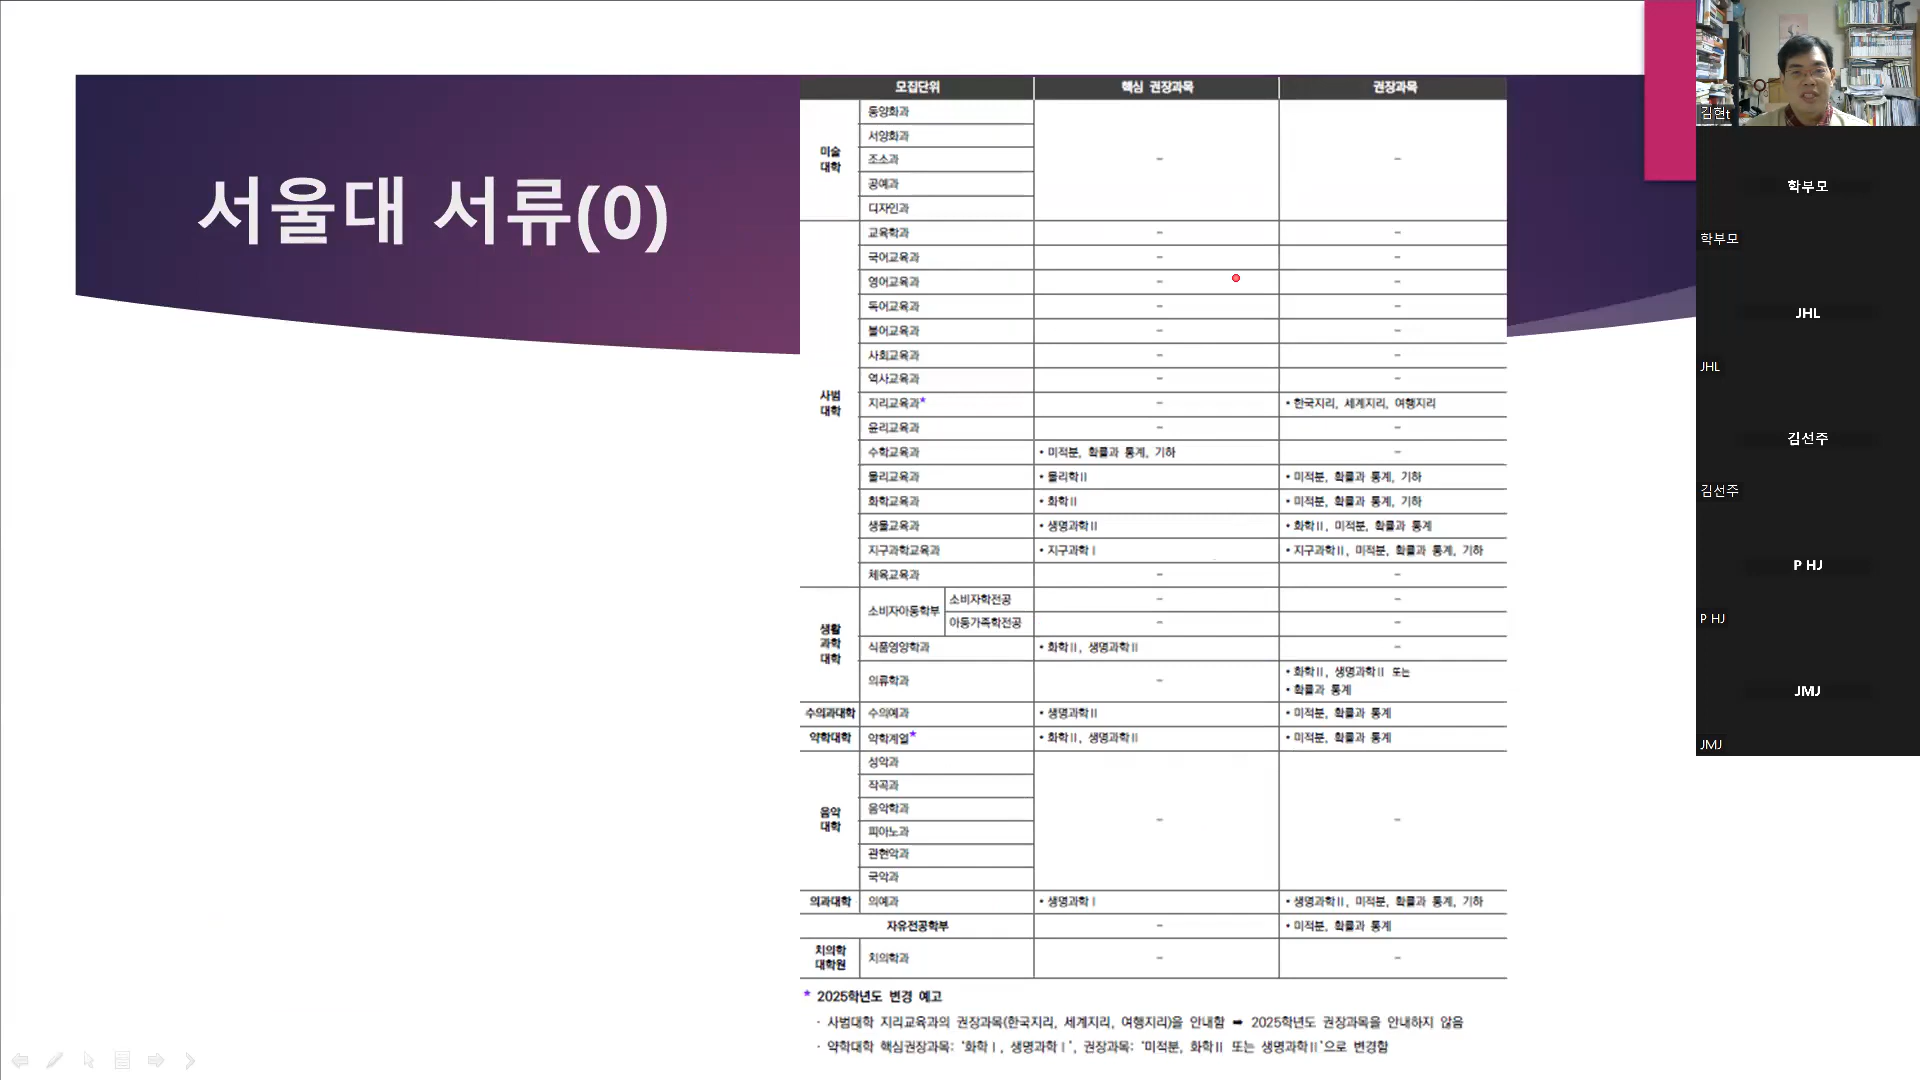 서울대 서류(0)
모집단위 핵심 권장과목 권장과목
미술
대학
동양화과
서양화과
조소과 – –
공예과
디자인과
사범
대학
교육학과 – –
국어교육과 – –
영어교육과 – –
독어교육과 – –
불어교육과 – –
사회교육과 – –
역사교육과 – –
지리교육과* – • 한국지리, 세계지리, 여행지리
윤리교육과 – –
수학교육과 • 미적분, 확률과 통계, 기하 –
물리교육과 • 물리학Ⅱ • 미적분, 확률과 통계, 기하
화학교육과 • 화학Ⅱ • 미적분, 확률과 통계, 기하
생물교육과 • 생명과학Ⅱ • 화학Ⅱ, 미적분, 확률과 통계
지구과학교육과 • 지구과학Ⅰ • 지구과학Ⅱ, 미적분, 확률과 통계, 기하
체육교육과 – –
생활
과학
대학
소비자아동학부 소비자학전공 – –
아동가족학전공 – –
식품영양학과 • 화학Ⅱ, 생명과학Ⅱ –
의류학과 – • 화학Ⅱ, 생명과학Ⅱ 또는
• 확률과 통계
수의과대학 수의예과 • 생명과학Ⅱ • 미적분, 확률과 통계
약학대학 약학계열* • 화학Ⅱ, 생명과학Ⅱ • 미적분, 확률과 통계
음악
대학
성악과
작곡과
음악학과
피아노과 – –
관현악과
국악과
의과대학 의예과 • 생명과학Ⅰ • 생명과학Ⅱ, 미적분, 확률과 통계, 기하
자유전공학부 – • 미적분, 확률과 통계
치의학
대학원
치의학과 – –
* 2025학년도 변경 예고
· 사범대학 지리교육과의 권장과목(한국지리, 세계지리, 여행지리)을 안내함 ➡ 2025학년도 권장과목을 안내하지 않음
· 약학대학 핵심권장과목: ‘화학Ⅰ, 생명과학Ⅰ’, 권장과목: ‘미적분, 화학Ⅱ 또는 생명과학Ⅱ’으로 변경함
김현t
학부모
학부모
JHL
JHL
김선주
김선주
P HJ
P HJ
JMJ
JMJ